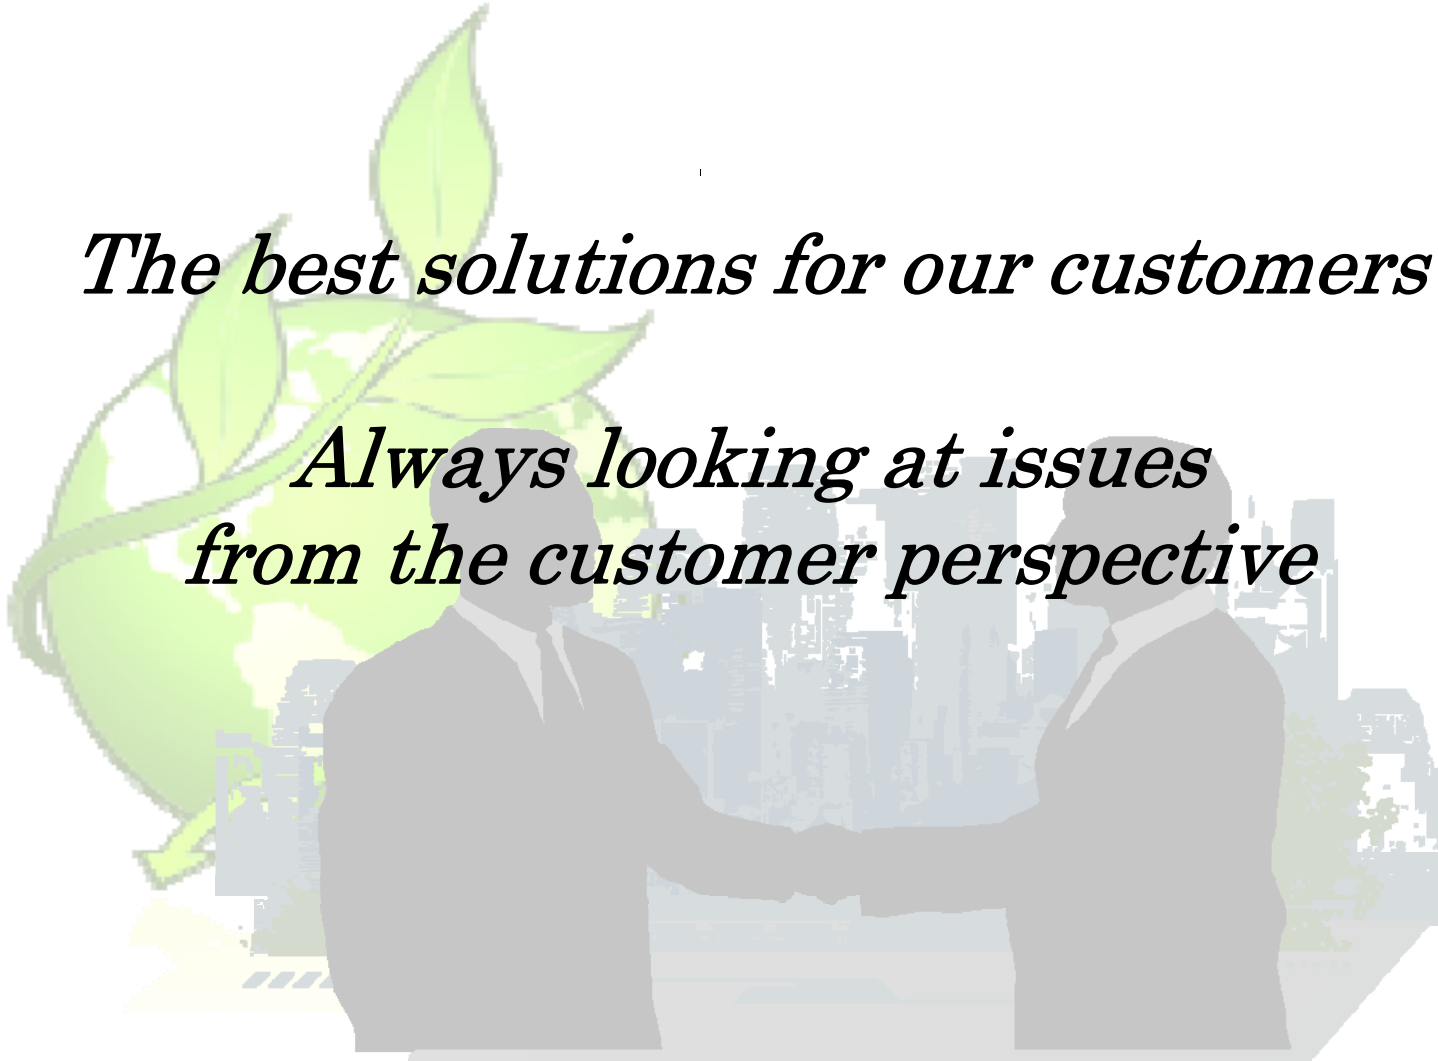 The best solutions for our customers
Always looking at issues
from the customer perspective